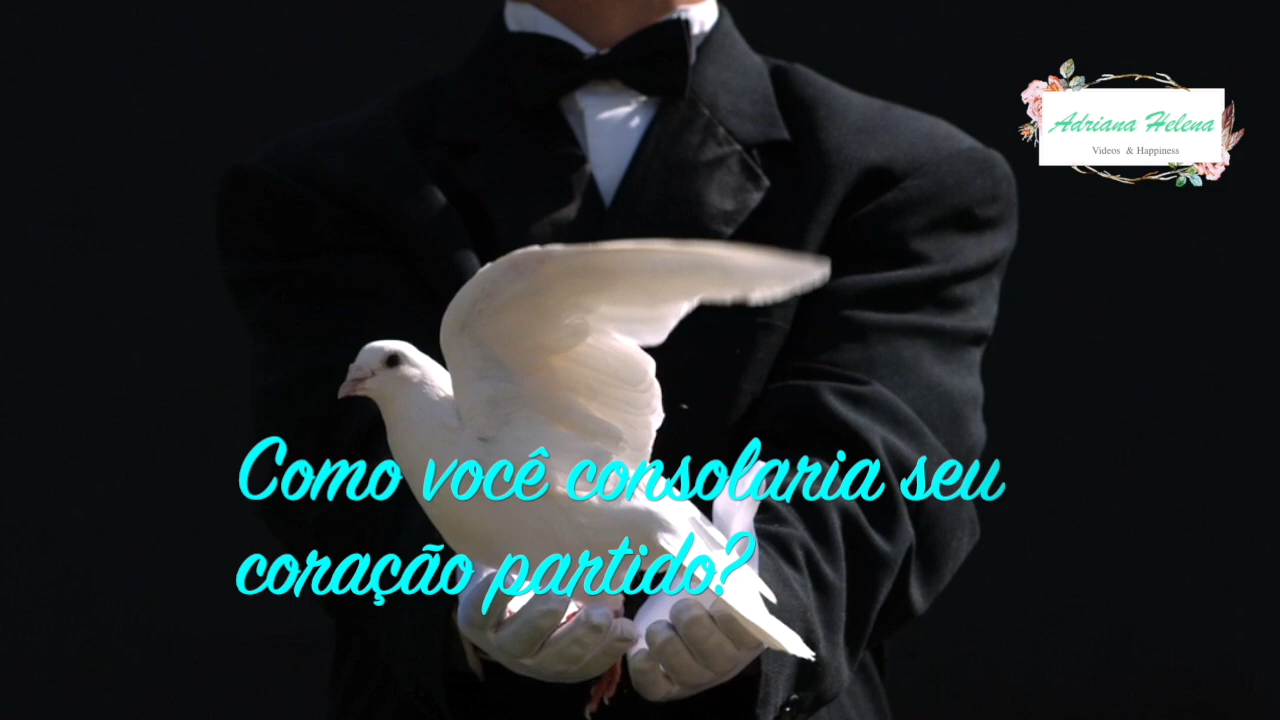 Adriana Helena
Videos & Happiness
Como você consolaria seu
coração partido?